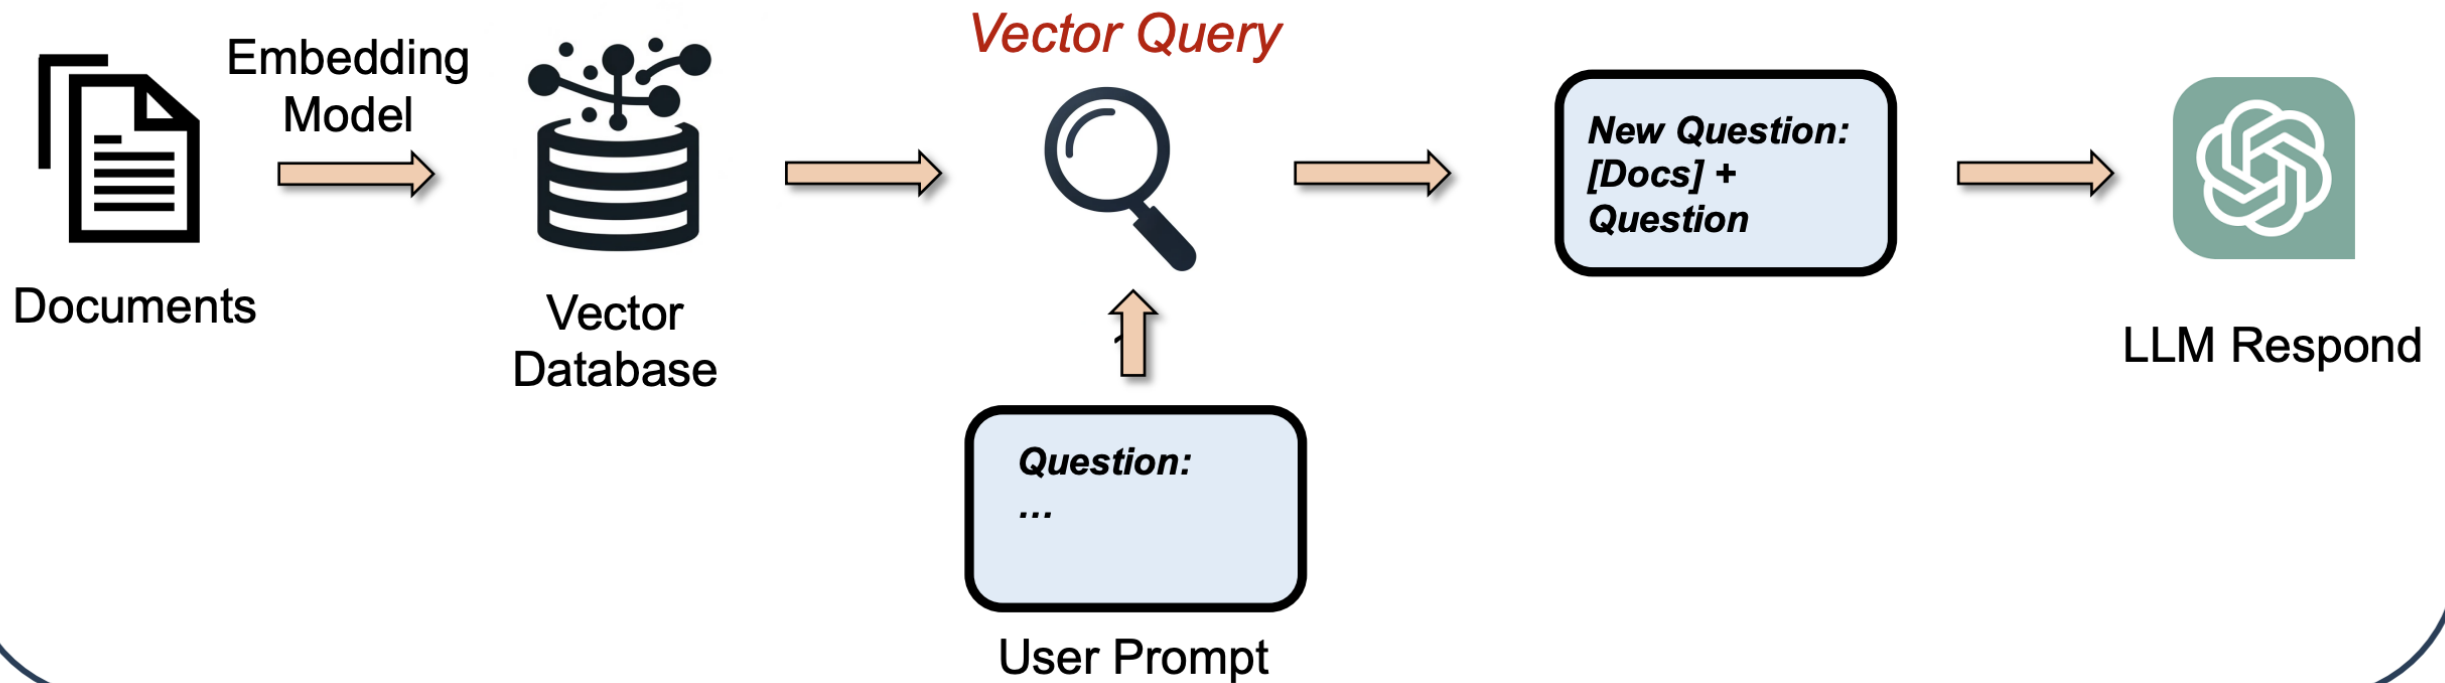 Embedding
Model
Documents
Vector
Database
Vector Query
Question:
...
User Prompt
New Question:
[Docs] +
Question
LLM Respond